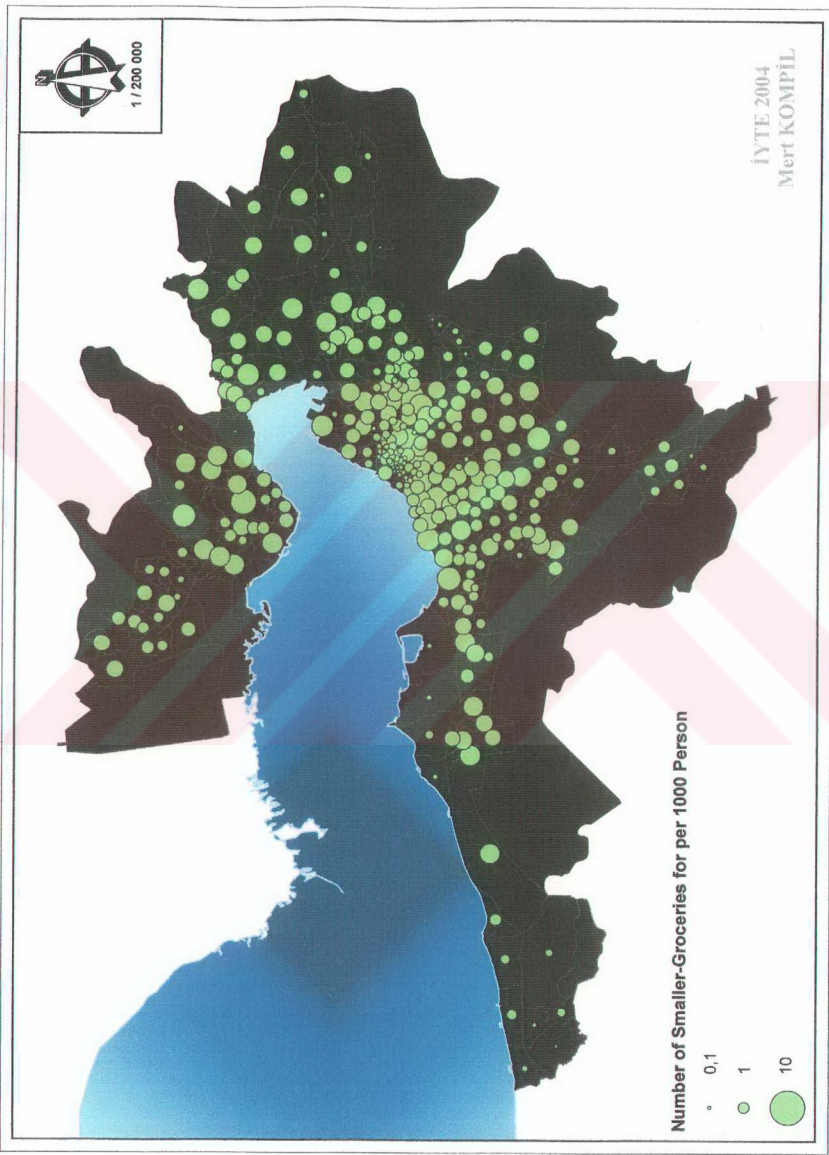 N
1 / 200 000
İYTE 2004
Mert KOMPİL
Number of Smaller-Groceries for per 1000 Person
0,1
1
10